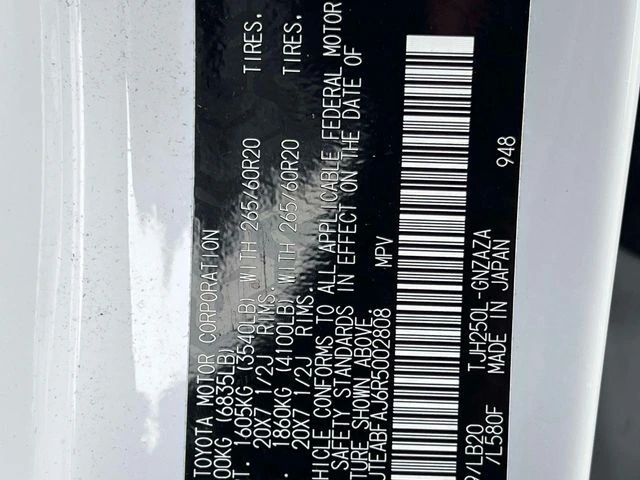 TOYOTA MOTOR CORPORATION
00KG (6835LB)
T. 1605KG (3540LB) WITH 265/60R20 TIRES,
20X7 1/2J RIMS.
1860KG (4100LB) WITH 265/60R20 TIRES,
20X7 1/2J RIMS.
HICLE CONFORMS TO ALL APPLICABLE FEDERAL MOTOR
SAFETY STANDARDS IN EFFECT ON THE DATE OF
TURE SHOWN ABOVE.
JTEABFAJ6R5002808 MPV
9/LB20 TJH250L-GNZAZA 948
/L580F MADE IN JAPAN